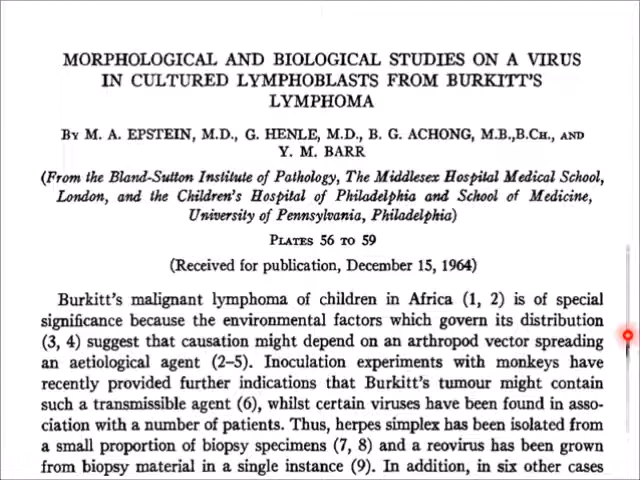 MORPHOLOGICAL AND BIOLOGICAL STUDIES ON A VIRUS
IN CULTURED LYMPHOBLASTS FROM BURKITT'S
LYMPHOMA
BY M. A. EPSTEIN, M.D., G. HENLE, M.D., B. G. ACHONG, M.B.,B.CH., AND
Y. M. BARR
(From the Bland-Sutton Institute of Pathology, The Middlesex Hospital Medical School,
London, and the Children's Hospital of Philadelphia and School of Medicine,
University of Pennsylvania, Philadelphia)
PLATES 56 TO 59
(Received for publication, December 15, 1964)
Burkitt's malignant lymphoma of children in Africa (1, 2) is of special
significance because the environmental factors which govern its distribution
(3, 4) suggest that causation might depend on an arthropod vector spreading
an aetiological agent (2–5). Inoculation experiments with monkeys have
recently provided further indications that Burkitt's tumour might contain
such a transmissible agent (6), whilst certain viruses have been found in asso-
ciation with a number of patients. Thus, herpes simplex has been isolated from
a small proportion of biopsy specimens (7, 8) and a reovirus has been grown
from biopsy material in a single instance (9). In addition, in six other cases